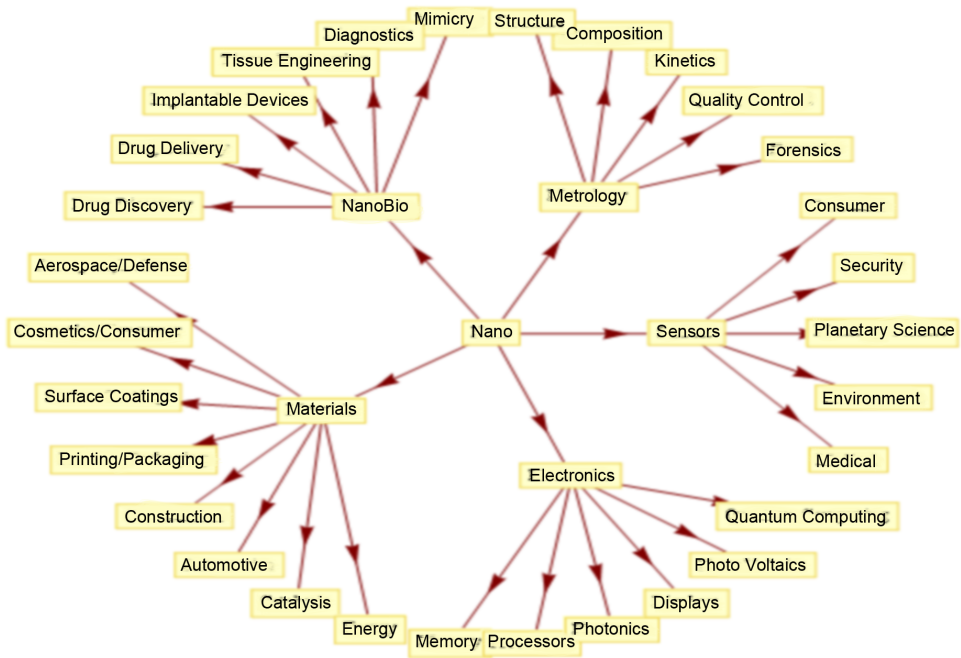 Mimicry
Structure
Diagnostics
Composition
Tissue Engineering
Kinetics
Implantable Devices
Quality Control
Drug Delivery
Forensics
Drug Discovery
NanoBio
Metrology
Consumer
Aerospace/Defense
Security
Cosmetics/Consumer
Nano
Sensors
Planetary Science
Surface Coatings
Materials
Environment
Printing/Packaging
Medical
Electronics
Construction
Quantum Computing
Automotive
Photo Voltaics
Catalysis
Displays
Energy
Memory
Processors
Photonics